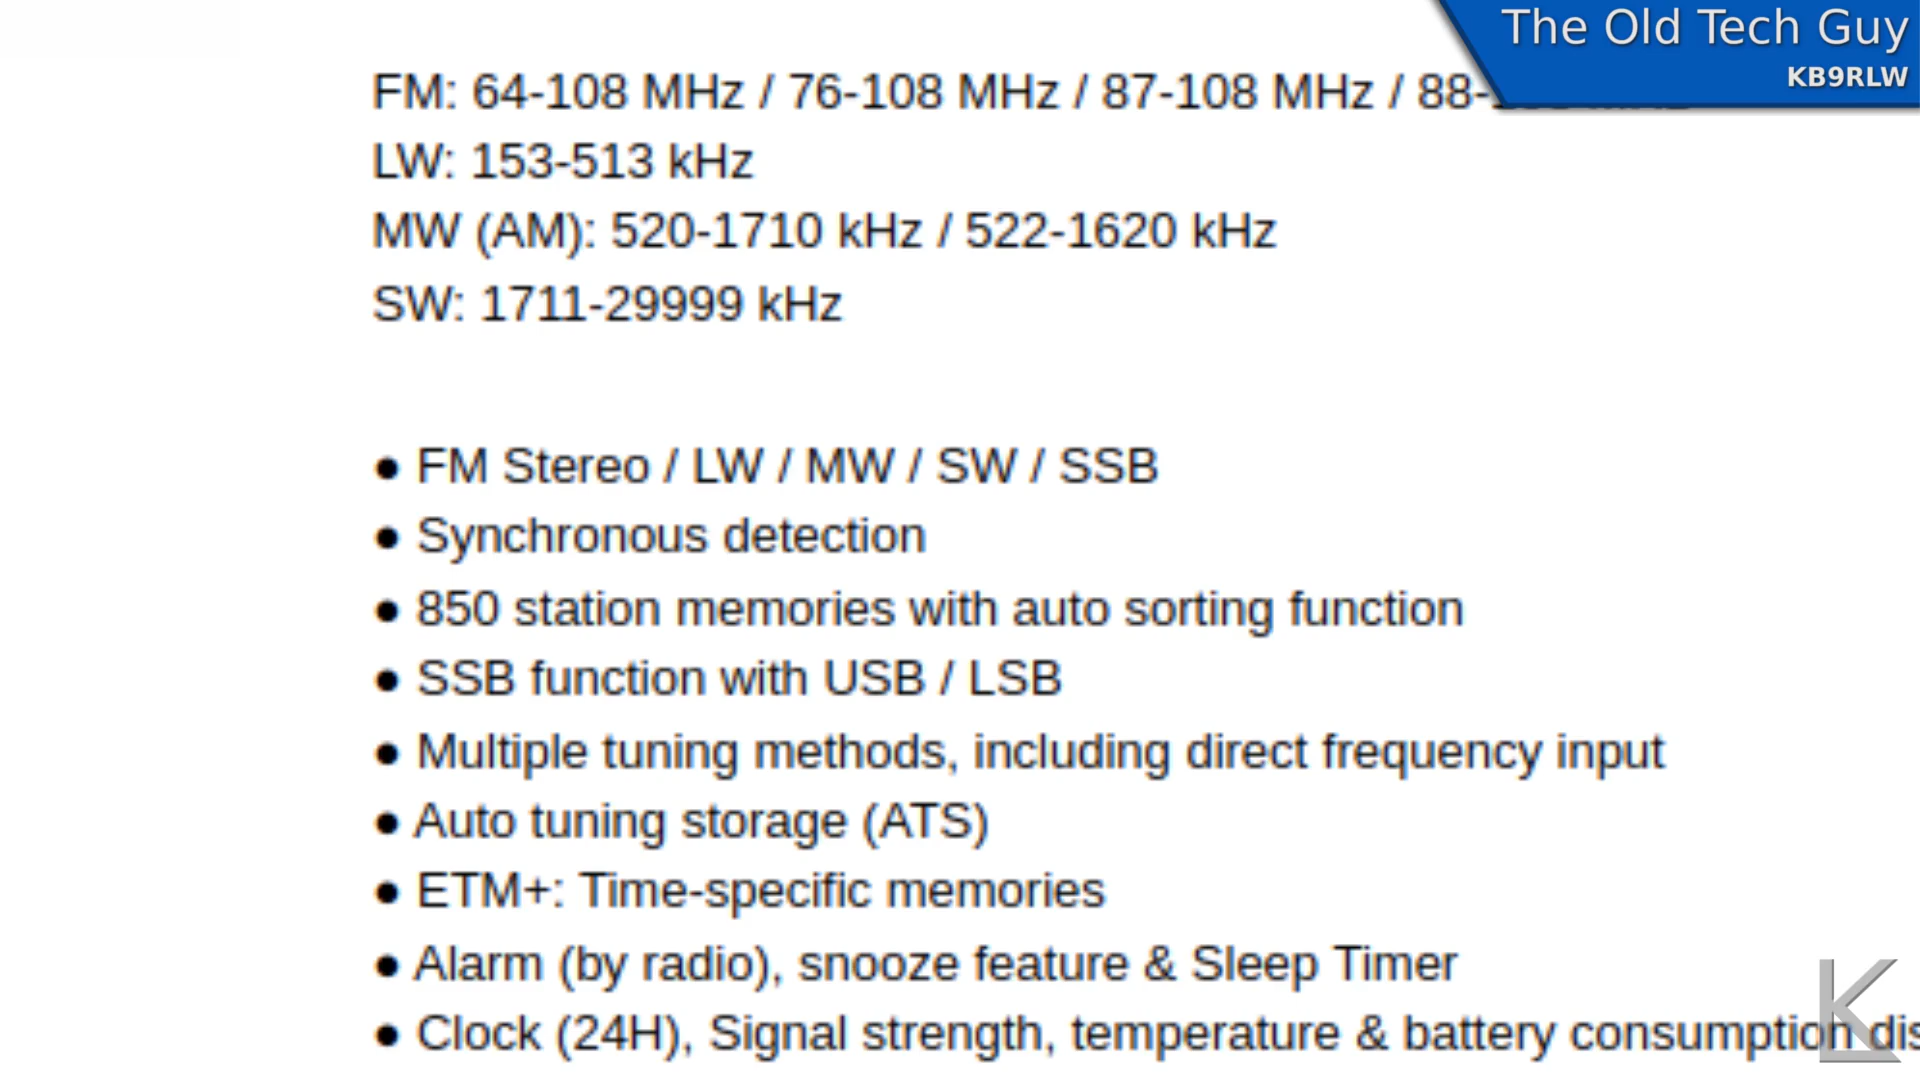 The Old Tech Guy
KB9RLW
FM: 64-108 MHz / 76-108 MHz / 87-108 MHz / 88-
LW: 153-513 kHz
MW (AM): 520-1710 kHz / 522-1620 kHz
SW: 1711-29999 kHz
● FM Stereo / LW / MW / SW / SSB
● Synchronous detection
● 850 station memories with auto sorting function
● SSB function with USB / LSB
● Multiple tuning methods, including direct frequency input
● Auto tuning storage (ATS)
● ETM+: Time-specific memories
● Alarm (by radio), snooze feature & Sleep Timer
● Clock (24H), Signal strength, temperature & battery consumption dis
K